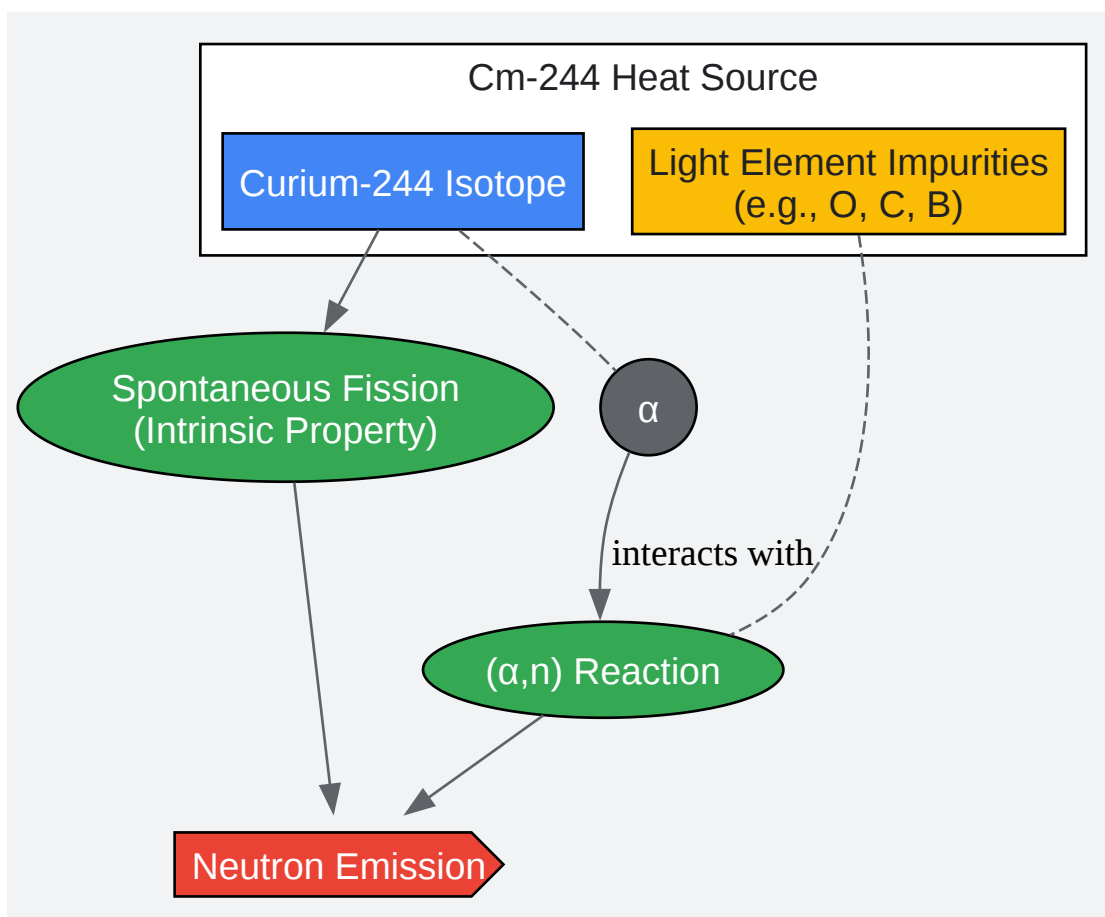 Cm-244 Heat Source
Curium-244 Isotope
Light Element Impurities
(e.g., O, C, B)
Spontaneous Fission
(Intrinsic Property)
α
interacts with
(α,n) Reaction
Neutron Emission